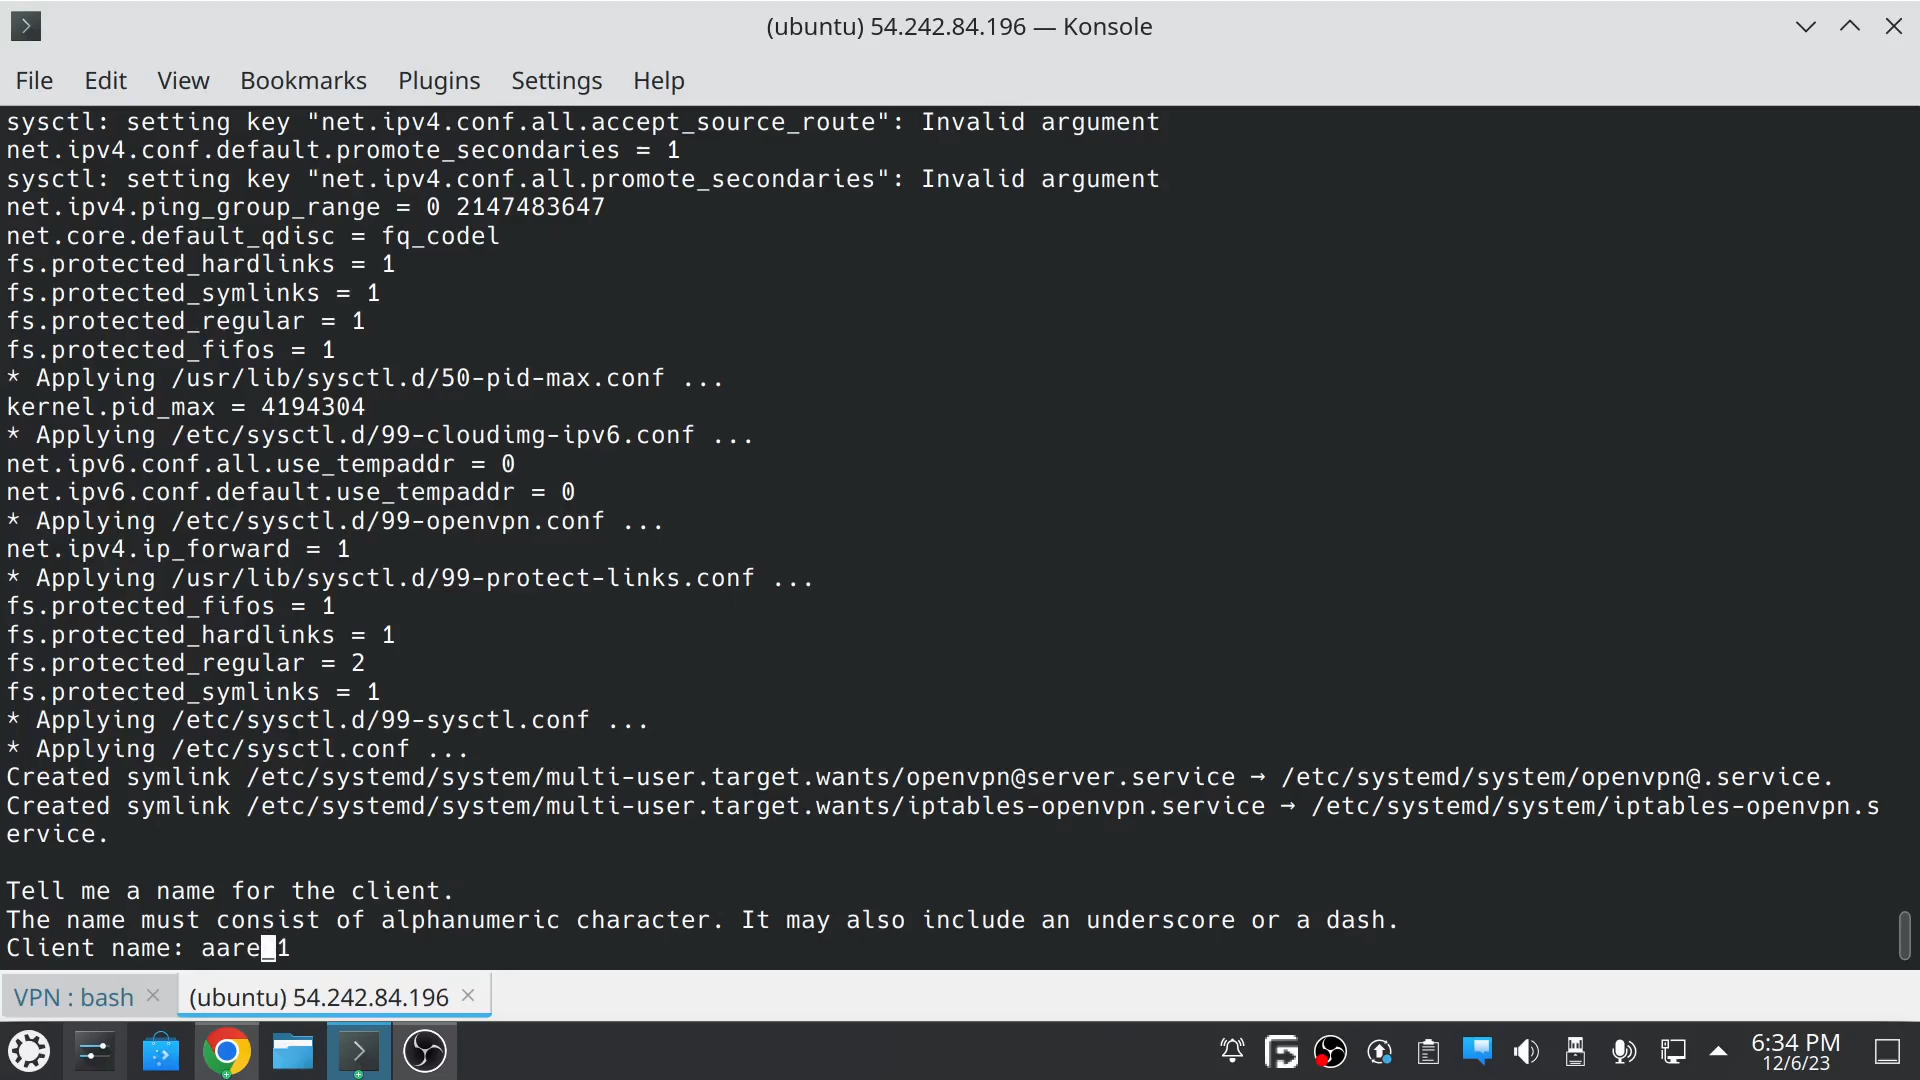 (ubuntu) 54.242.84.196 — Konsole
File Edit View Bookmarks Plugins Settings Help
sysctl: setting key "net.ipv4.conf.all.accept_source_route": Invalid argument
net.ipv4.conf.default.promote_secondaries = 1
sysctl: setting key "net.ipv4.conf.all.promote_secondaries": Invalid argument
net.ipv4.ping_group_range = 0 2147483647
net.core.default_qdisc = fq_codel
fs.protected_hardlinks = 1
fs.protected_symlinks = 1
fs.protected_regular = 1
fs.protected_fifos = 1
* Applying /usr/lib/sysctl.d/50-pid-max.conf ...
kernel.pid_max = 4194304
* Applying /etc/sysctl.d/99-cloudimg-ipv6.conf ...
net.ipv6.conf.all.use_tempaddr = 0
net.ipv6.conf.default.use_tempaddr = 0
* Applying /etc/sysctl.d/99-openvpn.conf ...
net.ipv4.ip_forward = 1
* Applying /usr/lib/sysctl.d/99-protect-links.conf ...
fs.protected_fifos = 1
fs.protected_hardlinks = 1
fs.protected_regular = 2
fs.protected_symlinks = 1
* Applying /etc/sysctl.d/99-sysctl.conf ...
* Applying /etc/sysctl.conf ...
Created symlink /etc/systemd/system/multi-user.target.wants/openvpn@server.service → /etc/systemd/system/openvpn@.service.
Created symlink /etc/systemd/system/multi-user.target.wants/iptables-openvpn.service → /etc/systemd/system/iptables-openvpn.s
ervice.
Tell me a name for the client.
The name must consist of alphanumeric character. It may also include an underscore or a dash.
Client name: aare_1
VPN : bash (ubuntu) 54.242.84.196
6:34 PM
12/6/23